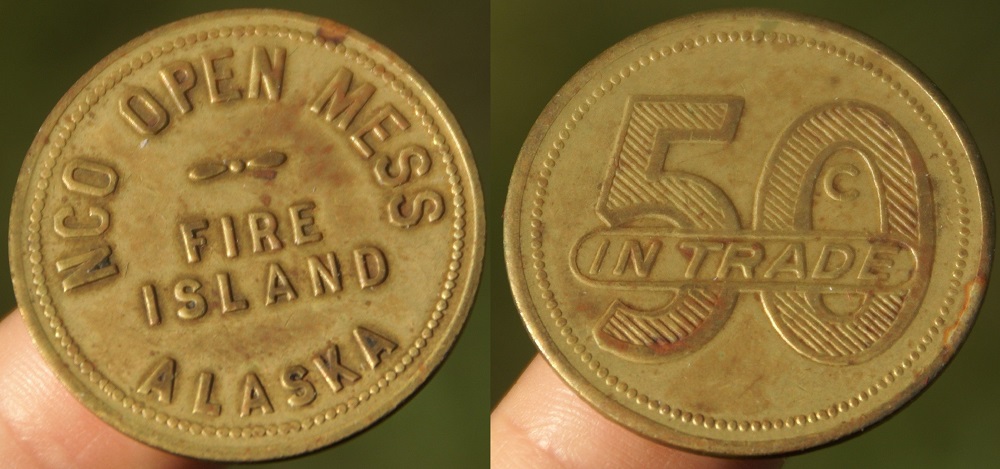 NCO OPEN MESS
FIRE
ISLAND
ALASKA
50
C
IN TRADE